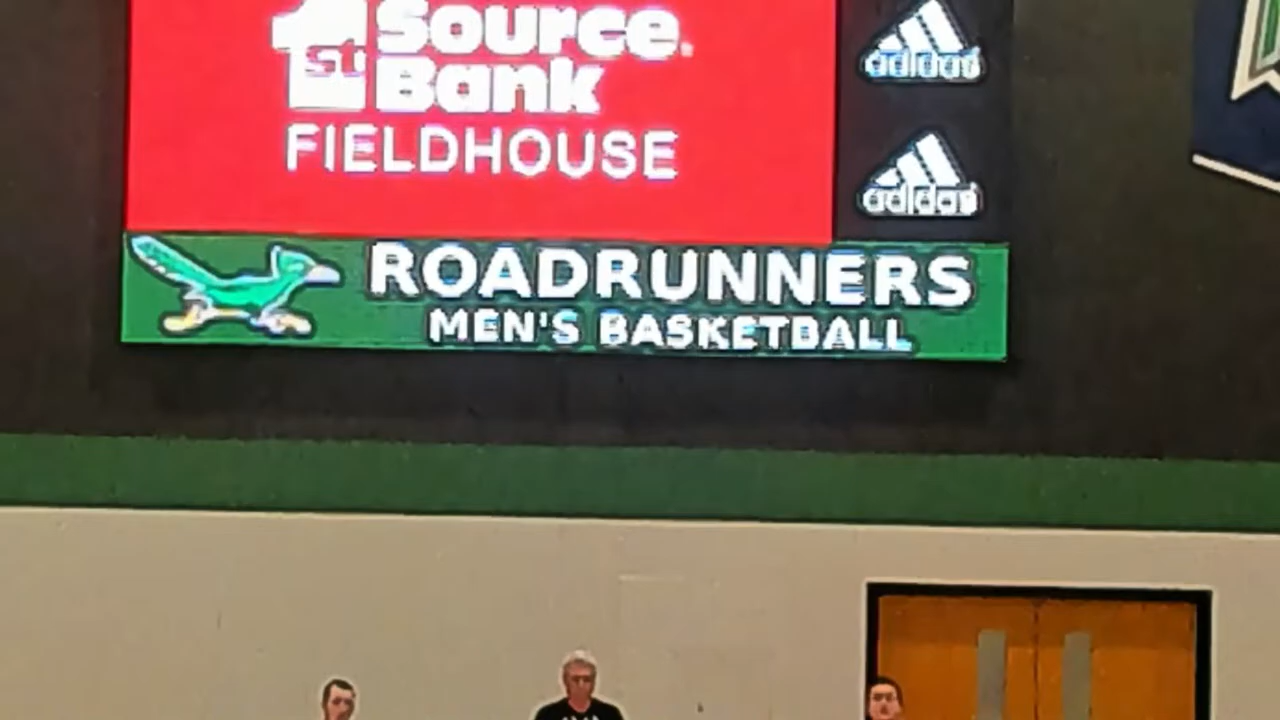 Source.
1ST Bank
FIELDHOUSE
adidas
adidas
ROADRUNNERS
MEN'S BASKETBALL